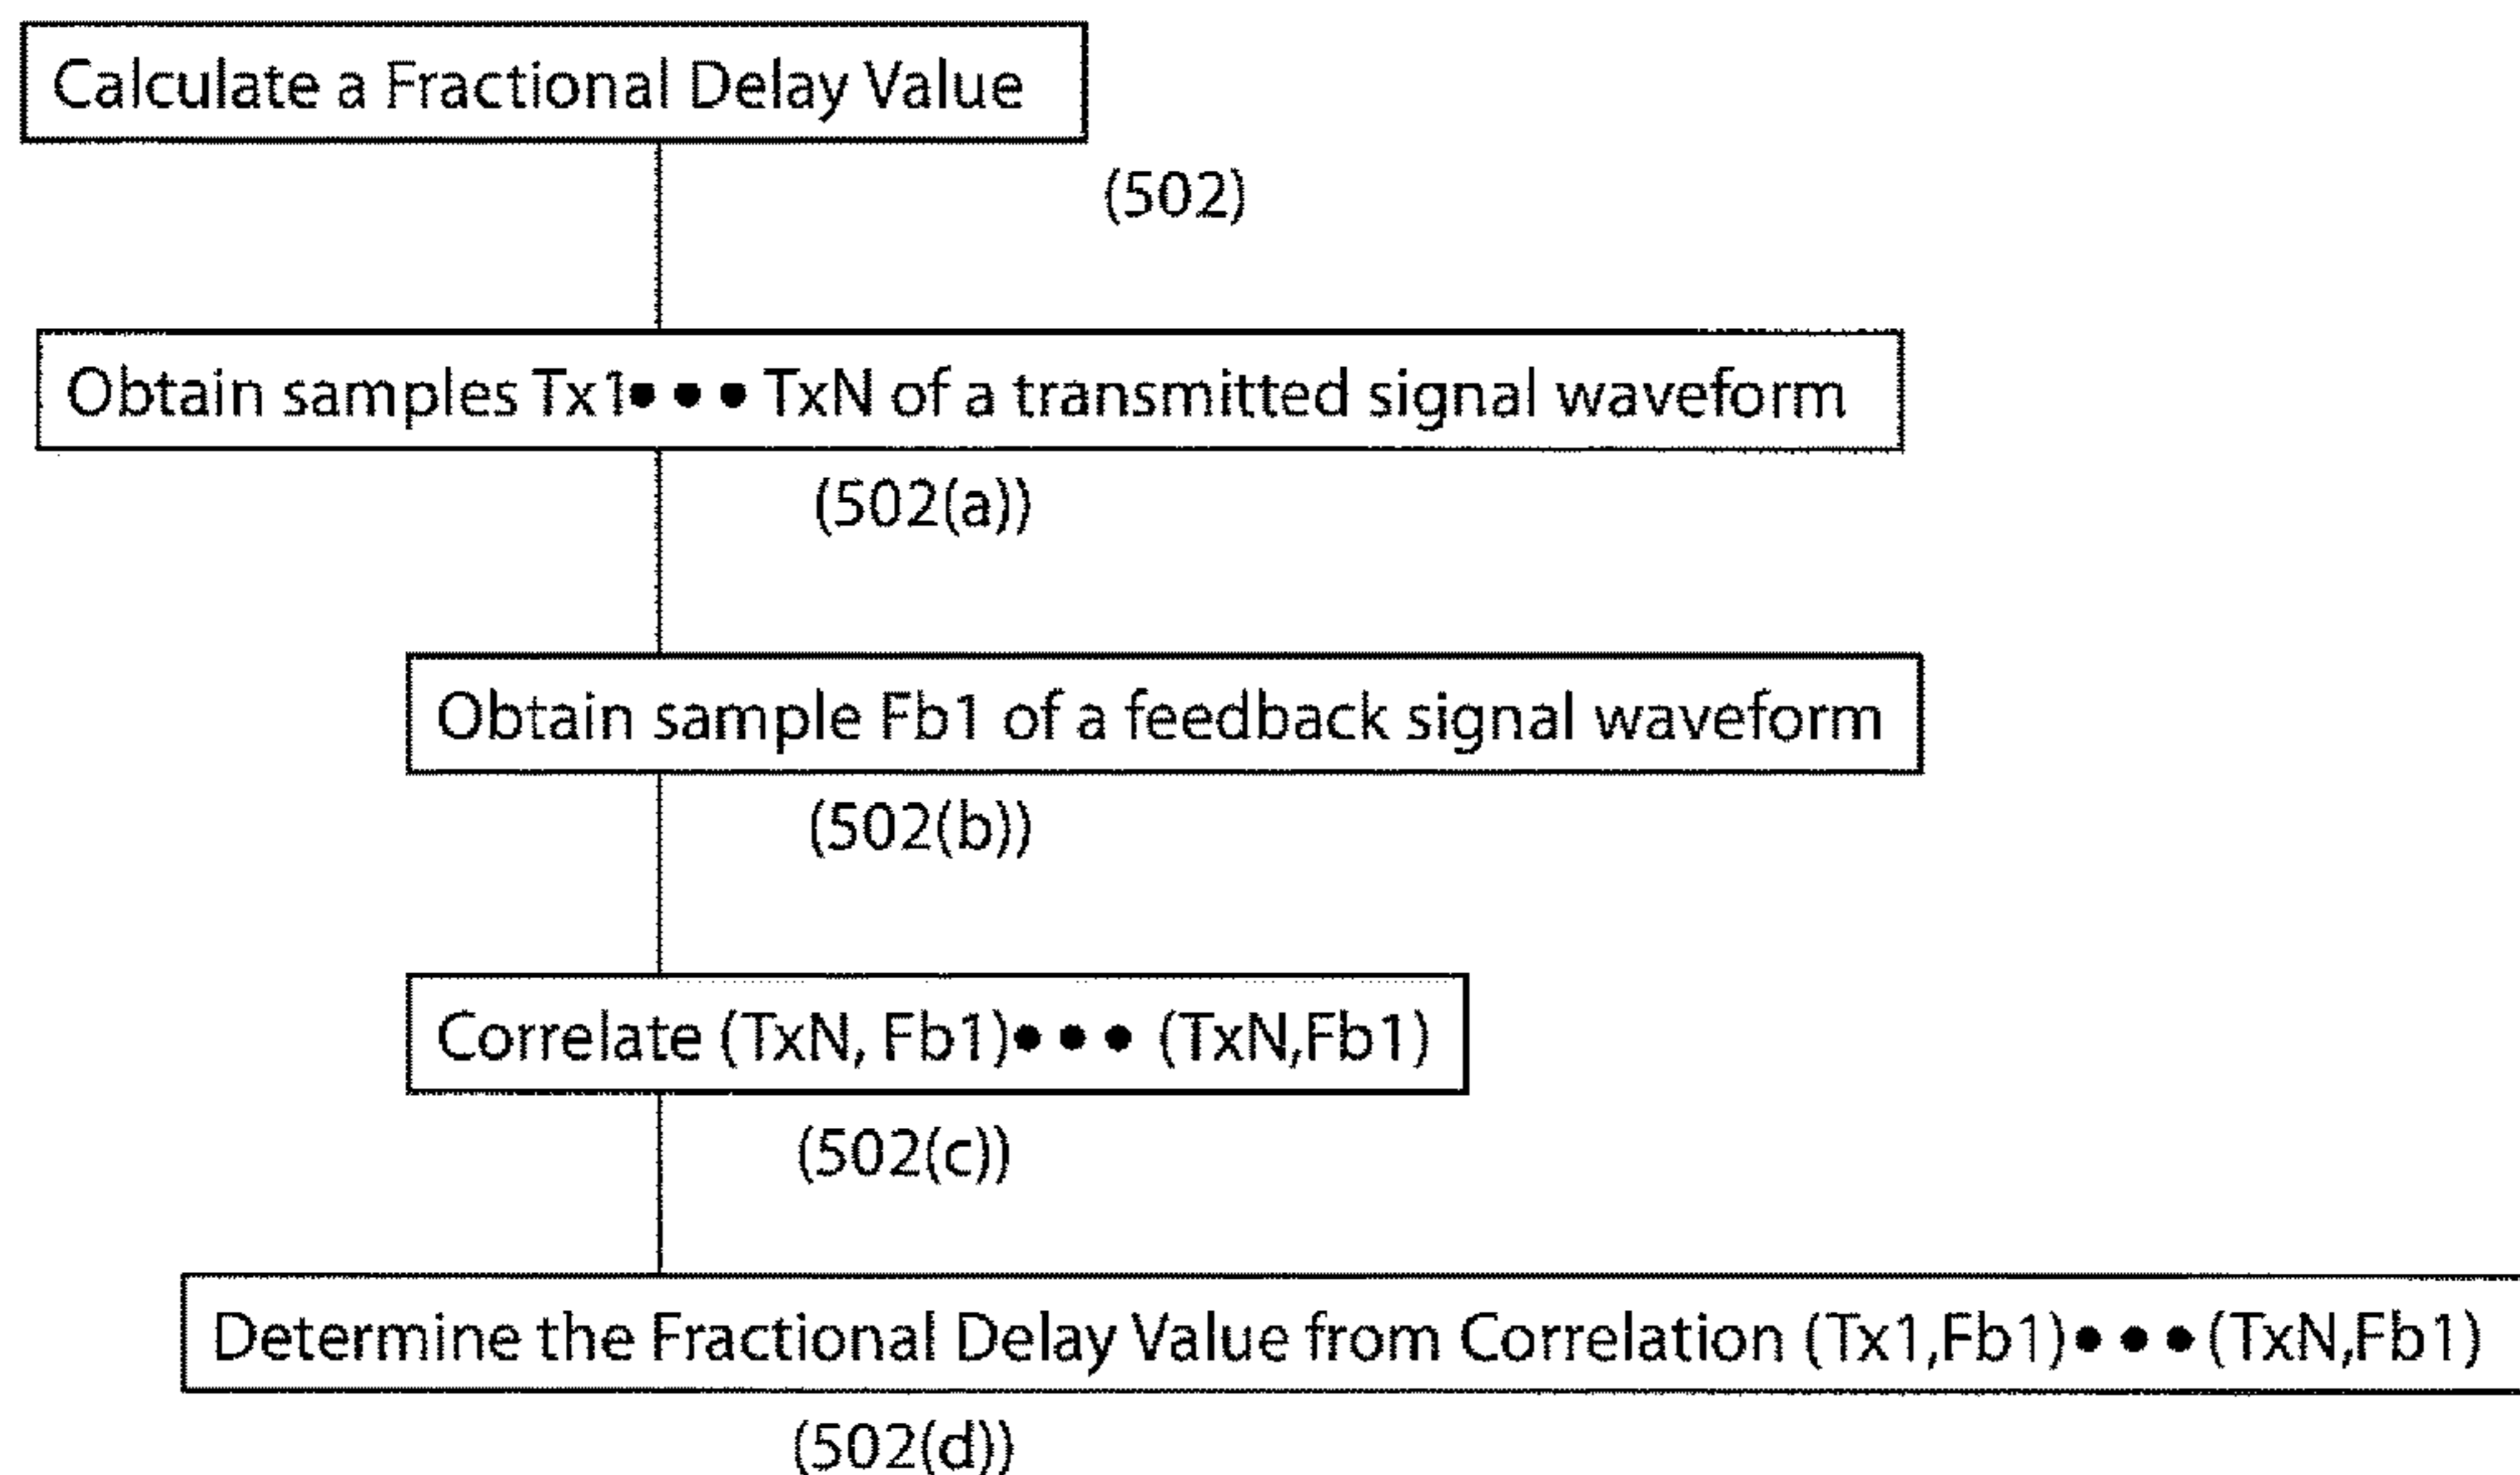 Calculate a Fractional Delay Value
(502)
Obtain samples Tx1●●● TxN of a transmitted signal waveform
(502(a))
Obtain sample Fb1 of a feedback signal waveform
(502(b))
Correlate (TxN, Fb1)●●● (TxN,Fb1)
(502(c))
Determine the Fractional Delay Value from Correlation (Tx1,Fb1)●●●(TxN,Fb1)
(502(d))